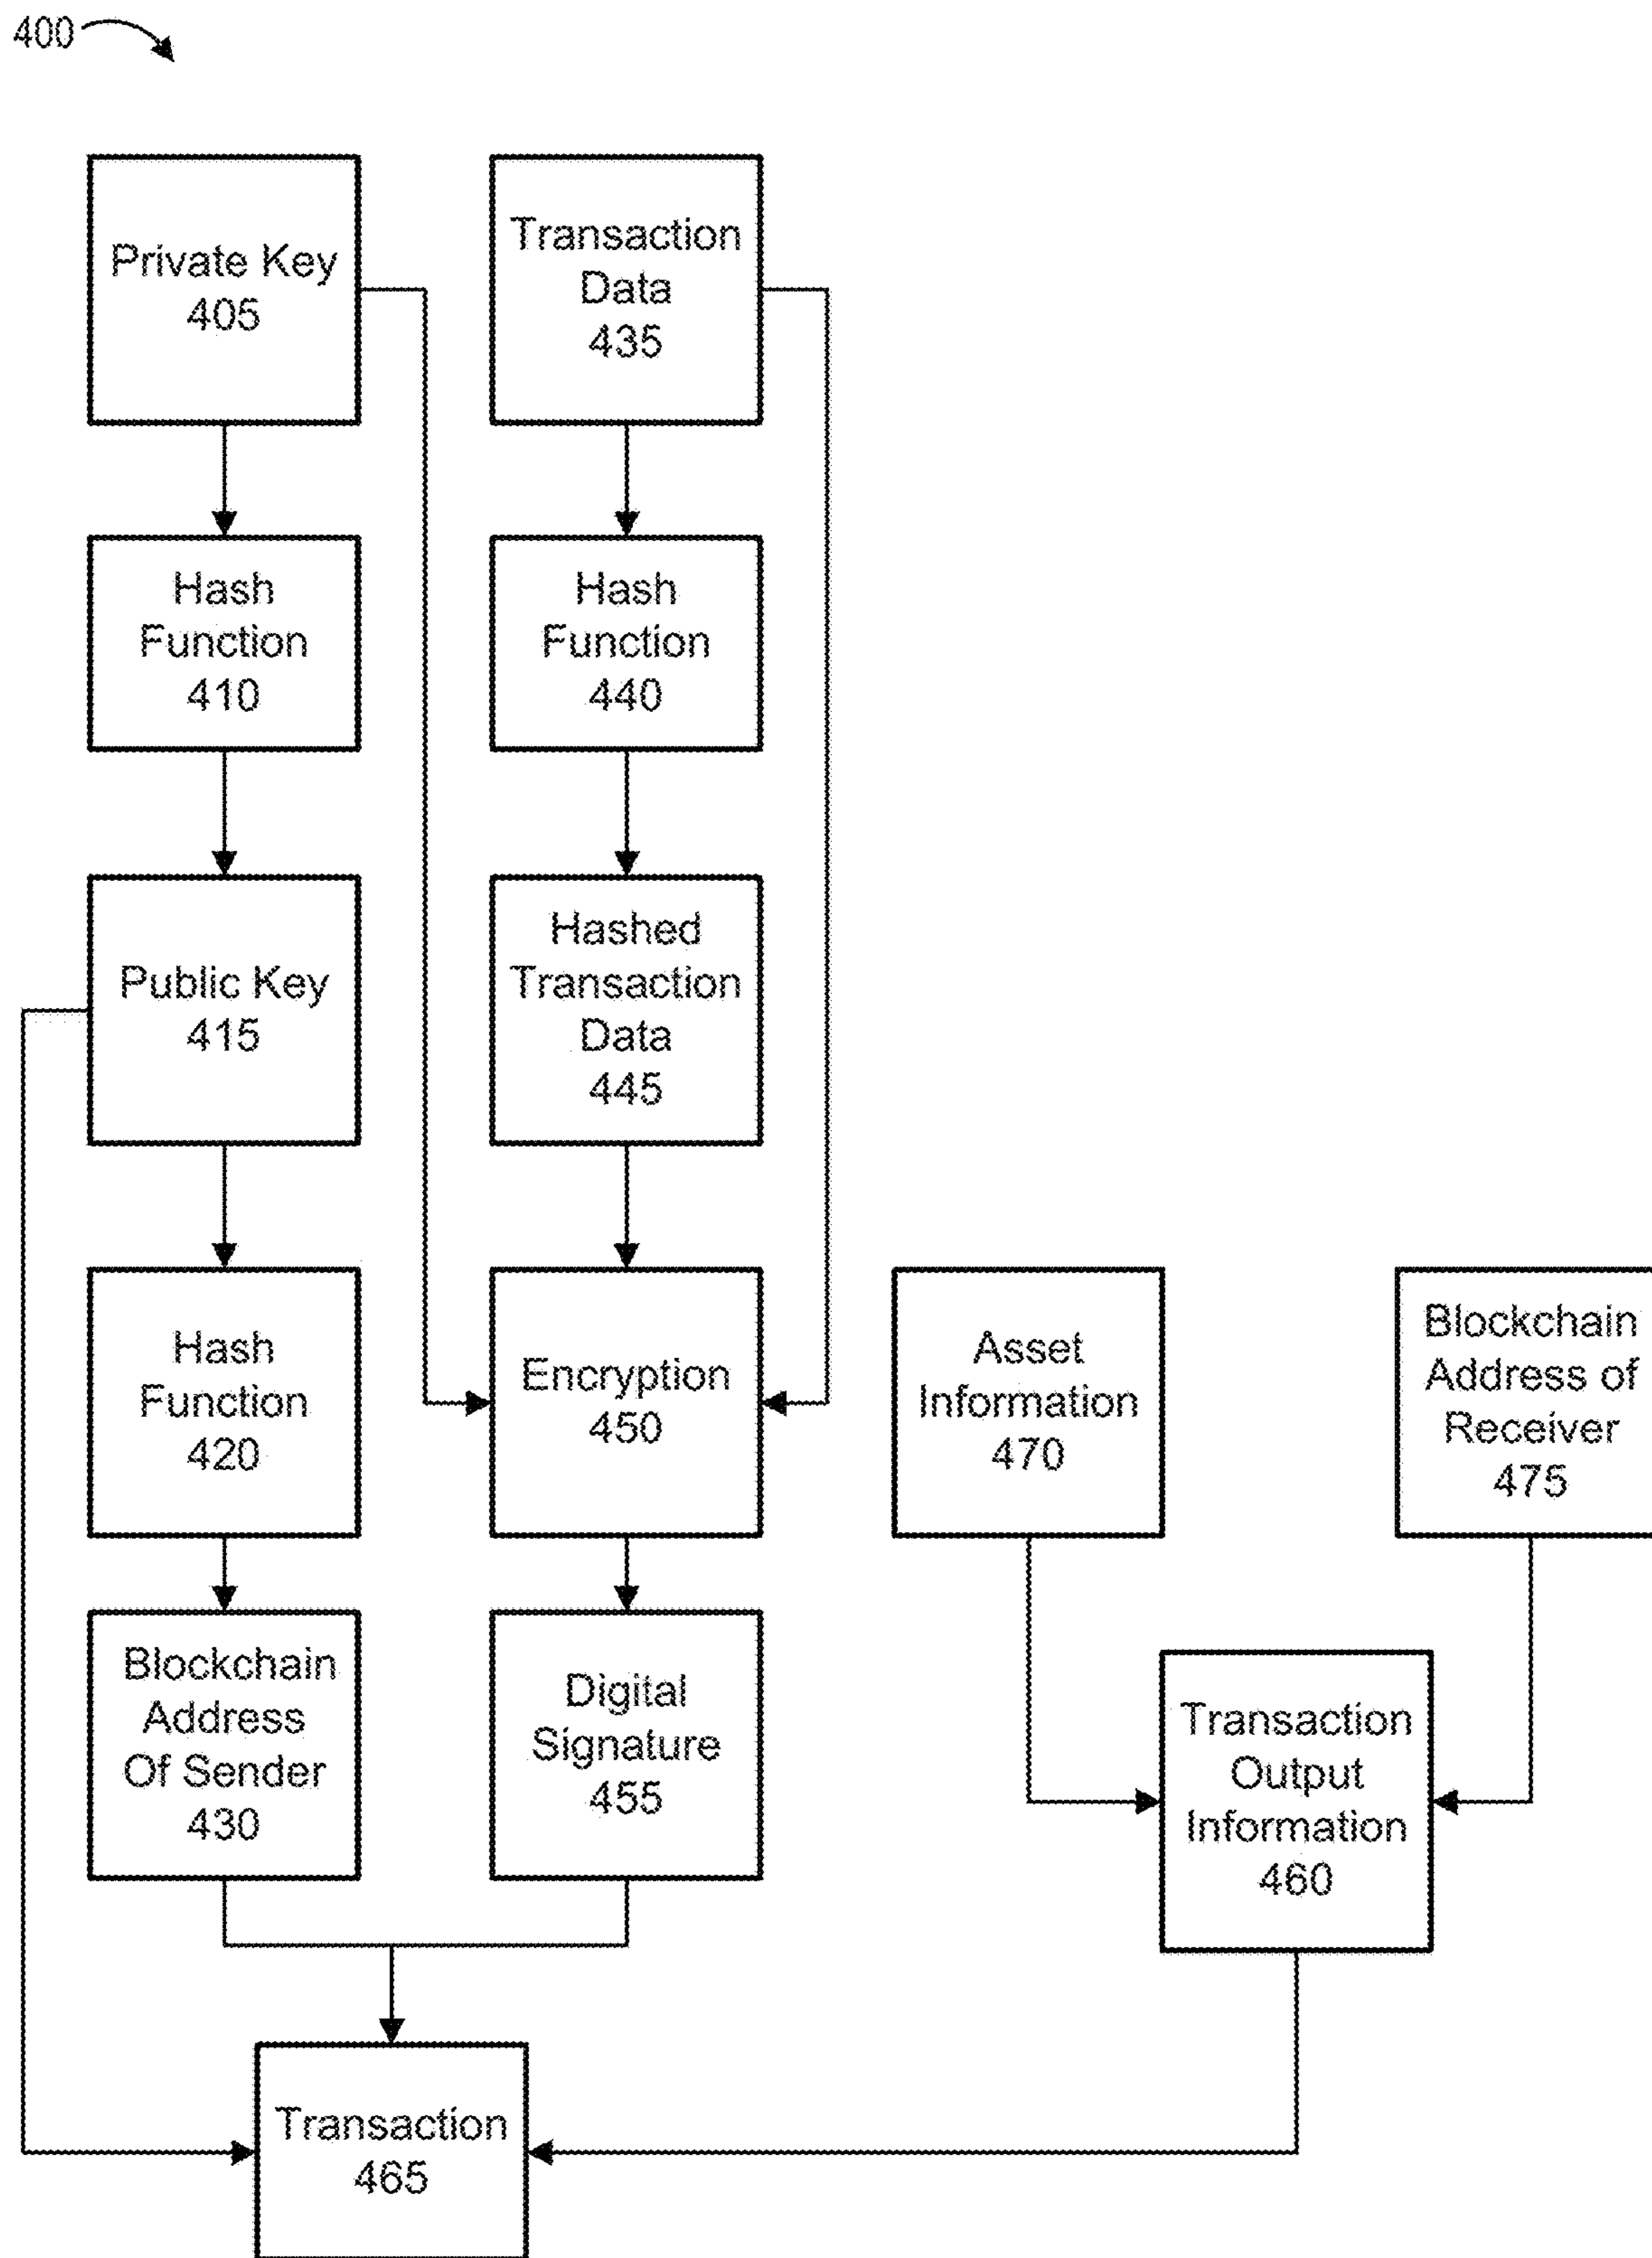 400
Private Key
405
Transaction
Data
435
Hash
Function
410
Hash
Function
440
Public Key
415
Hashed
Transaction
Data
445
Hash
Function
420
Encryption
450
Asset
Information
470
Blockchain
Address of
Receiver
475
Blockchain
Address
Of Sender
430
Digital
Signature
455
Transaction
Output
Information
460
Transaction
465